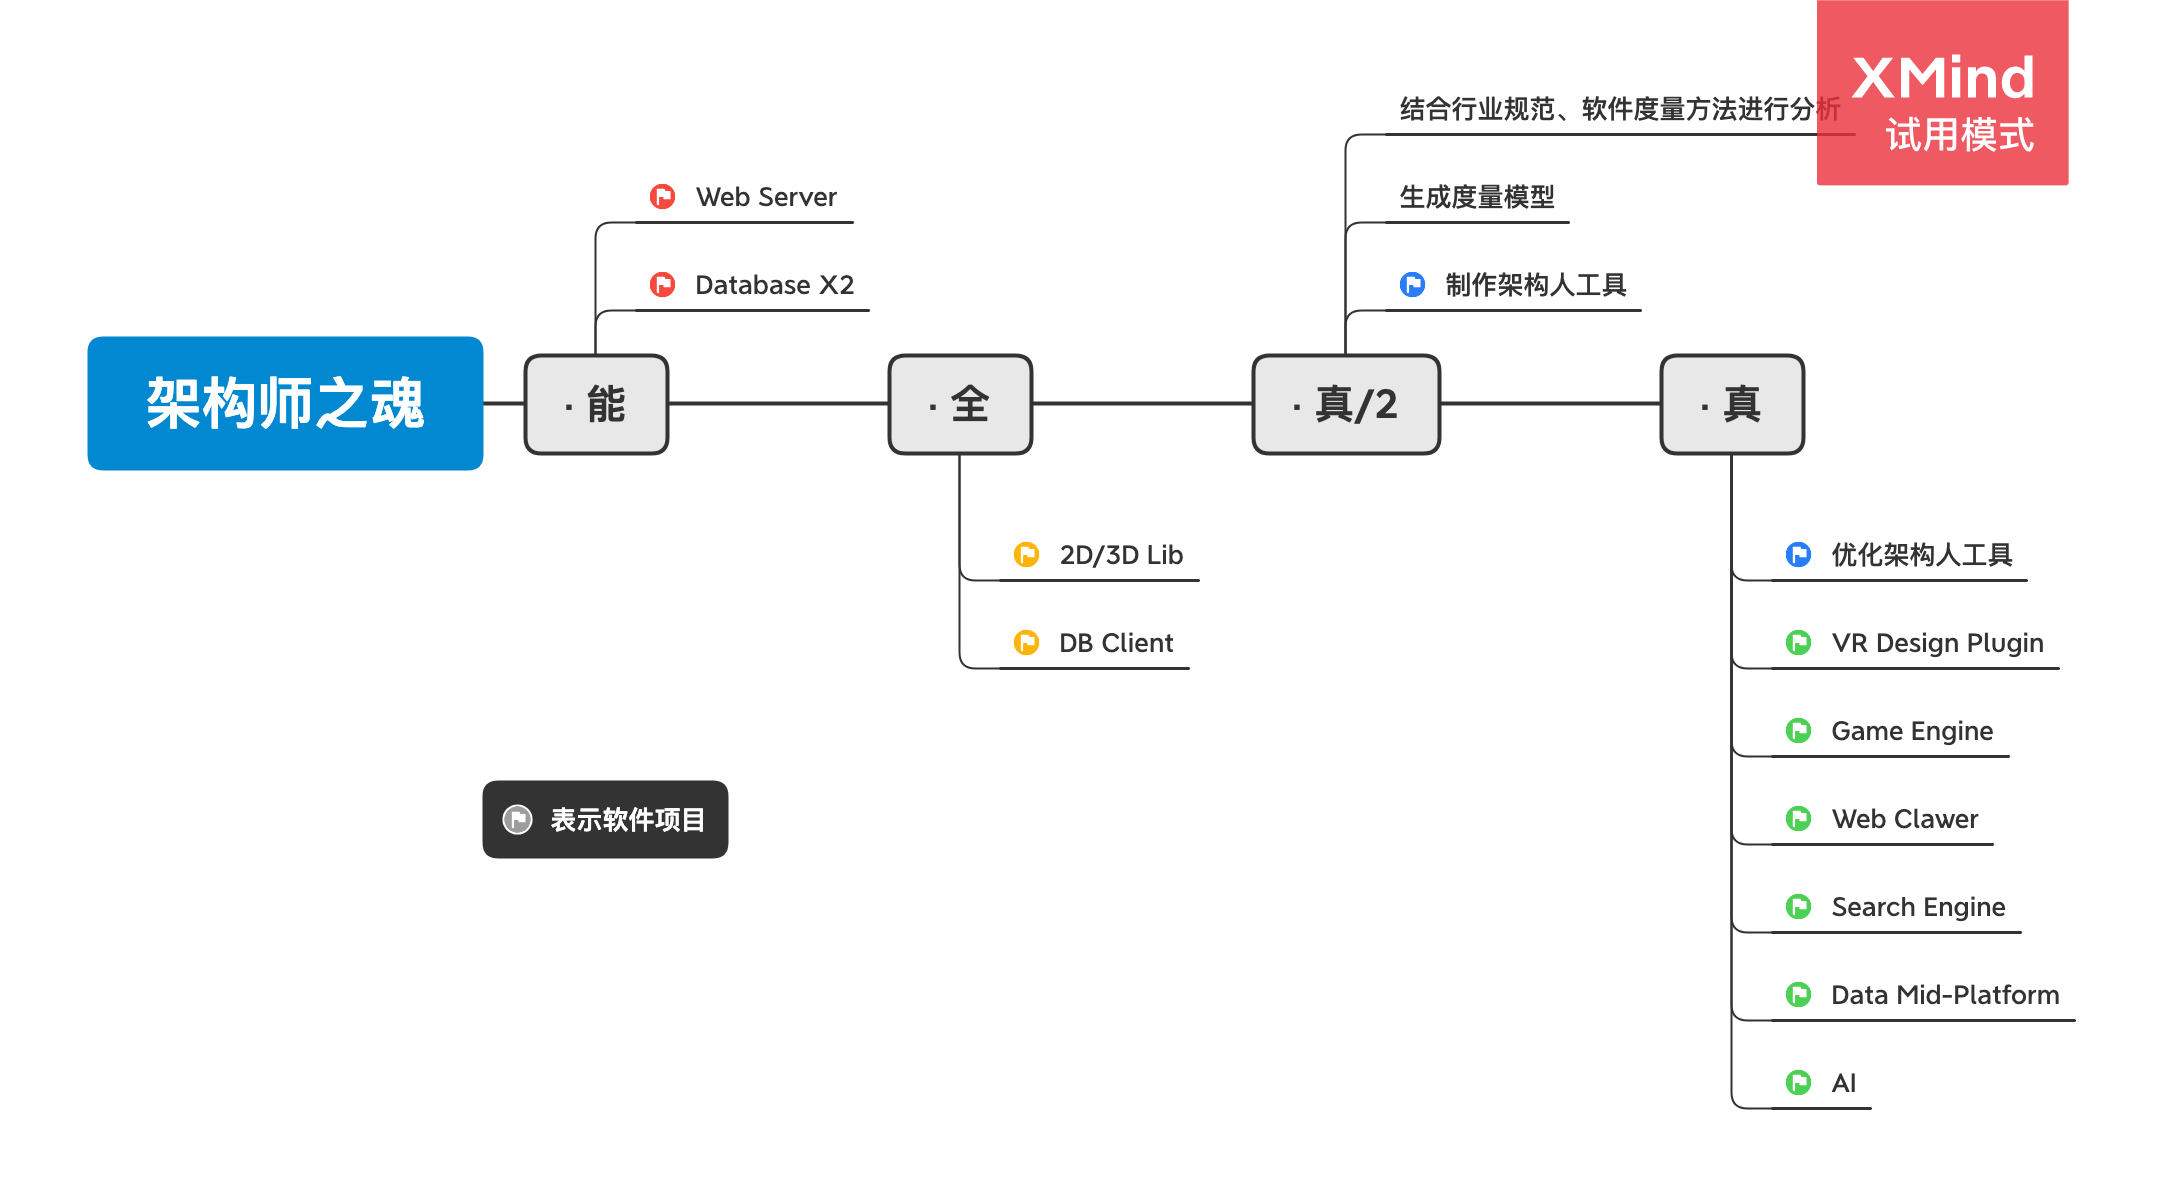 XMind
试用模式
结合行业规范、软件度量方法进行分析
Web Server
生成度量模型
Database X2
制作架构人工具
架构师之魂
· 能
· 全
· 真/2
· 真
2D/3D Lib
优化架构人工具
DB Client
VR Design Plugin
Game Engine
表示软件项目
Web Clawer
Search Engine
Data Mid-Platform
AI